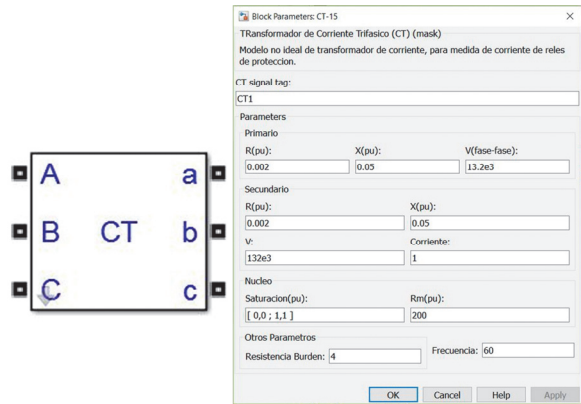 A
a
B
CT
b
C
c
Block Parameters: CT-15
TRansformador de Corriente Trifasico (CT) (mask)
Modelo no ideal de transformador de corriente, para medida de corriente de reles
de proteccion.
CT signal tag:
CT1
Parameters
Primario
R(pu): X(pu): V(fase-fase):
0.002 0.05 13.2e3
Secundario
R(pu): X(pu):
0.002 0.05
V: Corriente:
132e3 1
Nucleo
Saturacion(pu): Rm(pu):
[ 0,0 ; 1,1 ] 200
Otros Parametros
Resistencia Burden: 4 Frecuencia: 60
OK Cancel Help Apply